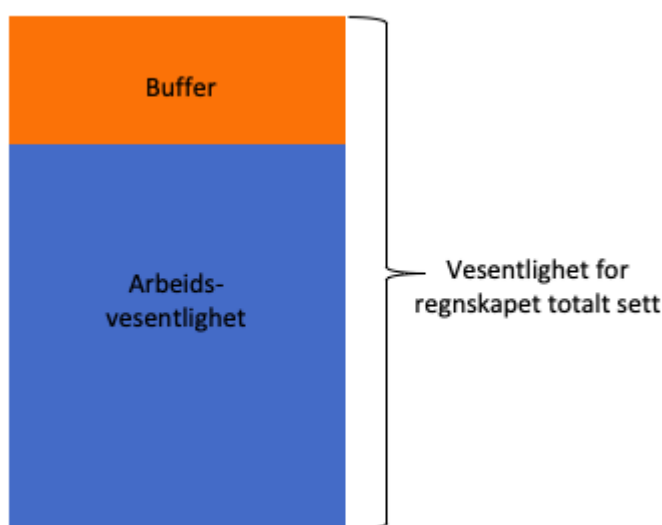 Buffer
Arbeids-
vesentlighet
Vesentlighet for
regnskapet totalt sett